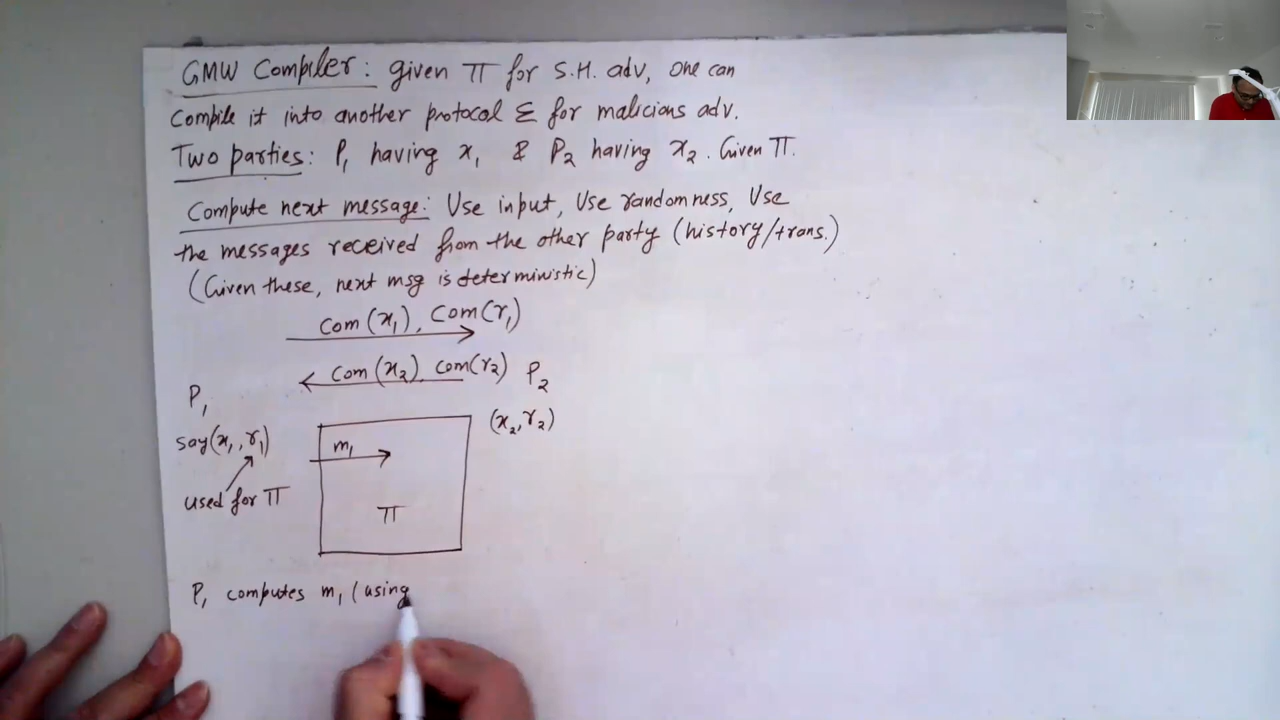 GMW Compiler: given Π for S.H. adv, one can
Compile it into another protocol Σ for malicious adv.
Two parties: P₁ having x₁ & P₂ having x₂. Given Π.
Compute next message: Use input, Use randomness, Use
the messages received from the other party (history/trans.)
(Given these, next msg is deterministic)
Com(x₁), Com(r₁)
Com(x₂), Com(r₂)
P₂
P₁
(x₂, r₂)
say (x₁, r₁)
m₁
used for Π
Π
P₁ computes m₁ (using